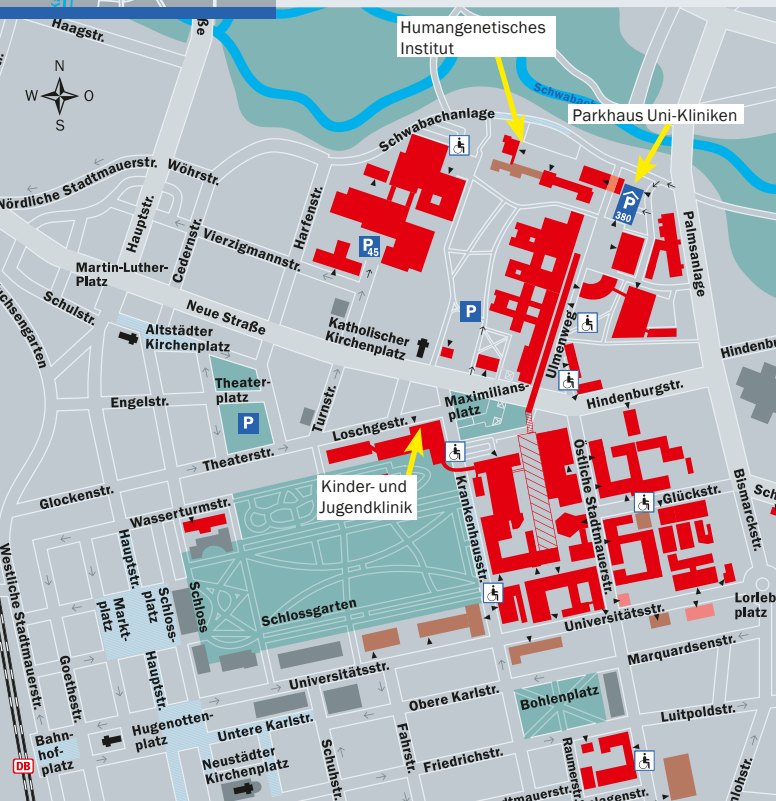 Haagstr.
Humangenetisches
Institut
N
W
O
S
Schwabach
Parkhaus Uni-Kliniken
Schwabachanlage
Nördliche Stadtmauerstr.
Wöhrstr.
P
380
Hauptstr.
Harfenstr.
Cedernstr.
Vierzigmannstr.
P
45
Palmsanlage
Martin-Luther-
Platz
Schulstr.
Neue Straße
P
Altstädter
Kirchenplatz
Katholischer
Kirchenplatz
Ulmenweg
Theater-
platz
P
Engelstr.
Turnstr.
Maximilians-
platz
Hindenburgstr.
Loschgestr.
Theaterstr.
Glockenstr.
Kinder- und
Jugendklinik
Östliche Stadtmauerstr.
Krankenhausstr.
Glückstr.
Bismarckstr.
Wasserturmstr.
Hauptstr.
Westliche Stadtmauerstr.
Markt-
platz
Schloss-
platz
Schloss
Schlossgarten
Universitätsstr.
platz
Goethestr.
Hauptstr.
Universitätsstr.
Marquardsenstr.
Obere Karlstr.
Bohlenplatz
Luitpoldstr.
Hugenotten-
platz
Untere Karlstr.
Bahn-
hof-
platz
DB
Neustädter
Kirchenplatz
Schuhstr.
Fahrstr.
Friedrichstr.
Raumerstr.